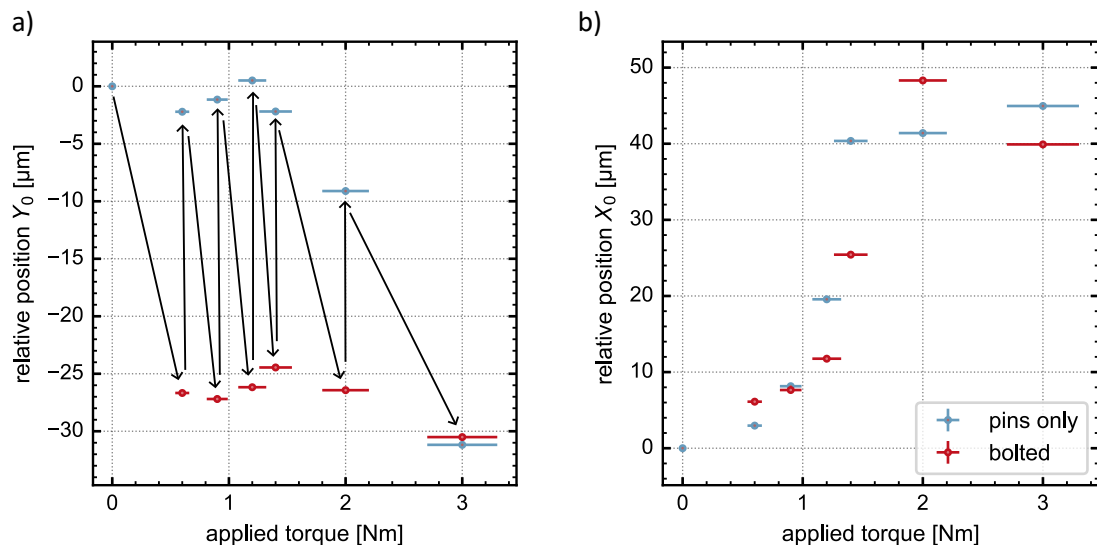 a)
relative position Y0 [µm]
0
−5
−10
−15
−20
−25
−30
0 1 2 3
applied torque [Nm]
b)
relative position X0 [µm]
50
40
30
20
10
0
0 1 2 3
applied torque [Nm]
pins only
bolted